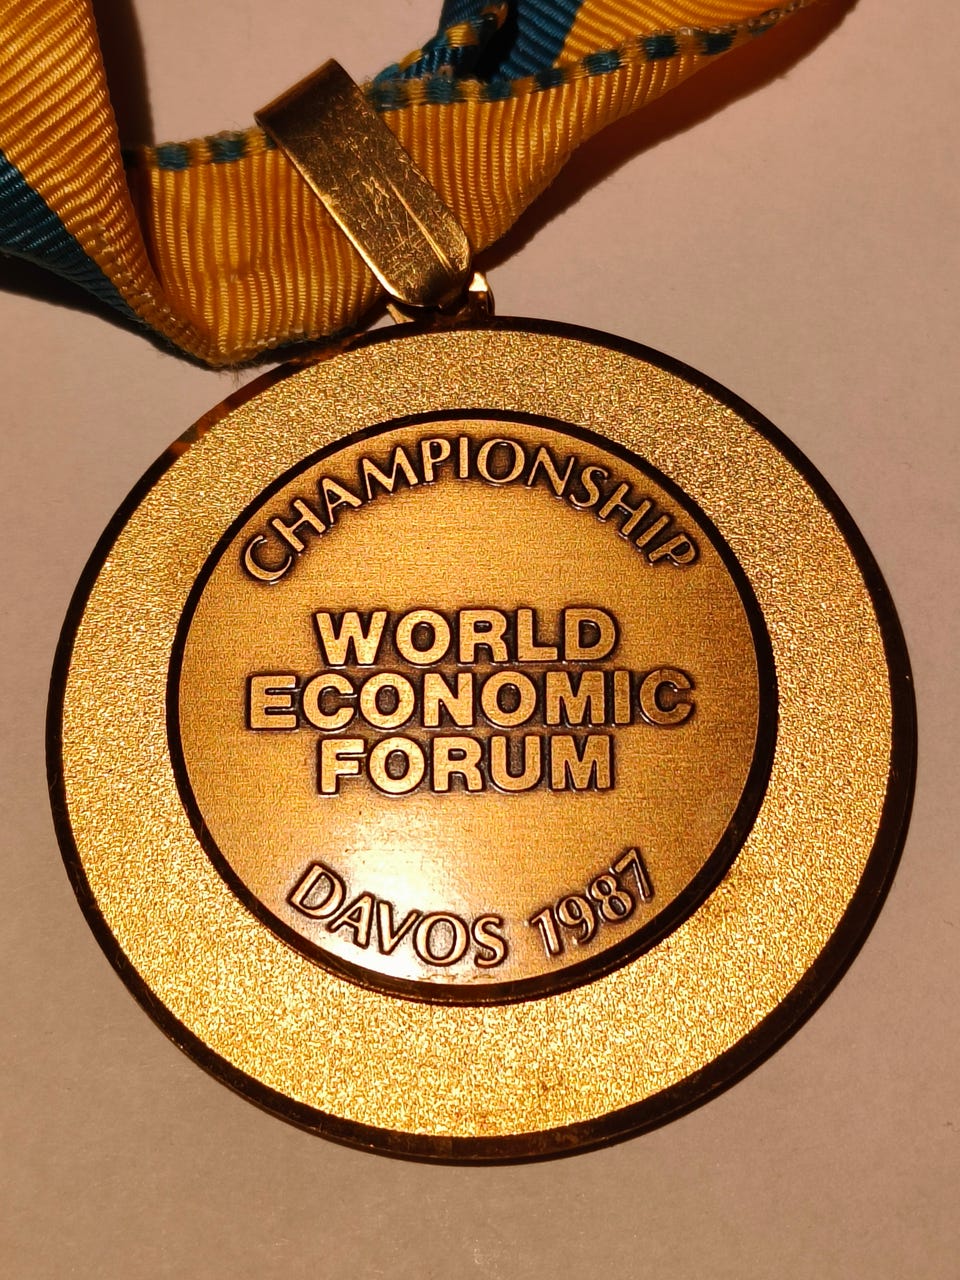 CHAMPIONSHIP
WORLD
ECONOMIC
FORUM
DAVOS 1987